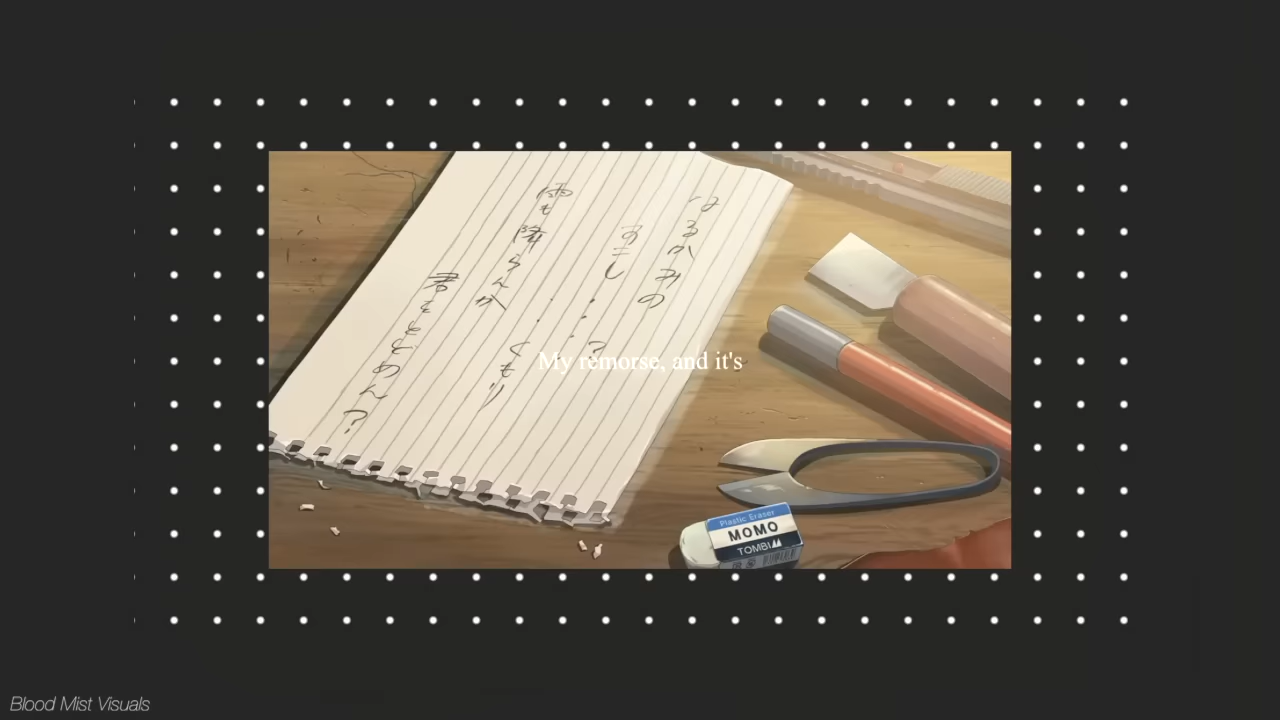 なるかみの
すこし・・・?
・・くもり
雨も降らんか
君をとどめん?
My remorse, and it's
Plastic Eraser
MOMO
TOMBI
Blood Mist Visuals